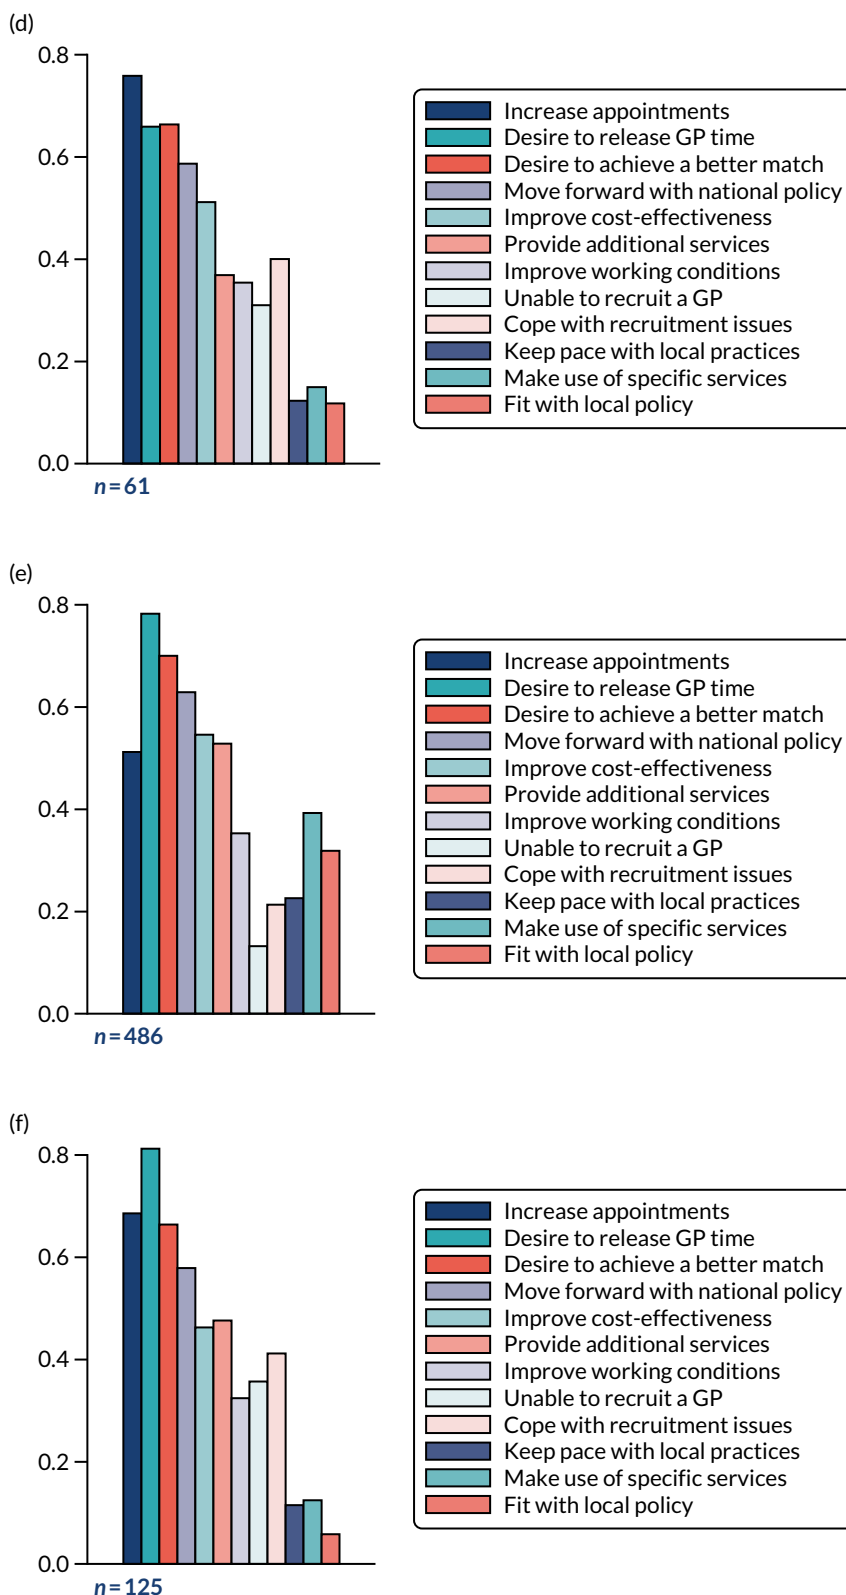 (d)
0.8
0.6
0.4
0.2
0.0
n=61
Increase appointments
Desire to release GP time
Desire to achieve a better match
Move forward with national policy
Improve cost-effectiveness
Provide additional services
Improve working conditions
Unable to recruit a GP
Cope with recruitment issues
Keep pace with local practices
Make use of specific services
Fit with local policy
(e)
0.8
0.6
0.4
0.2
0.0
n=486
Increase appointments
Desire to release GP time
Desire to achieve a better match
Move forward with national policy
Improve cost-effectiveness
Provide additional services
Improve working conditions
Unable to recruit a GP
Cope with recruitment issues
Keep pace with local practices
Make use of specific services
Fit with local policy
(f)
0.8
0.6
0.4
0.2
0.0
n=125
Increase appointments
Desire to release GP time
Desire to achieve a better match
Move forward with national policy
Improve cost-effectiveness
Provide additional services
Improve working conditions
Unable to recruit a GP
Cope with recruitment issues
Keep pace with local practices
Make use of specific services
Fit with local policy